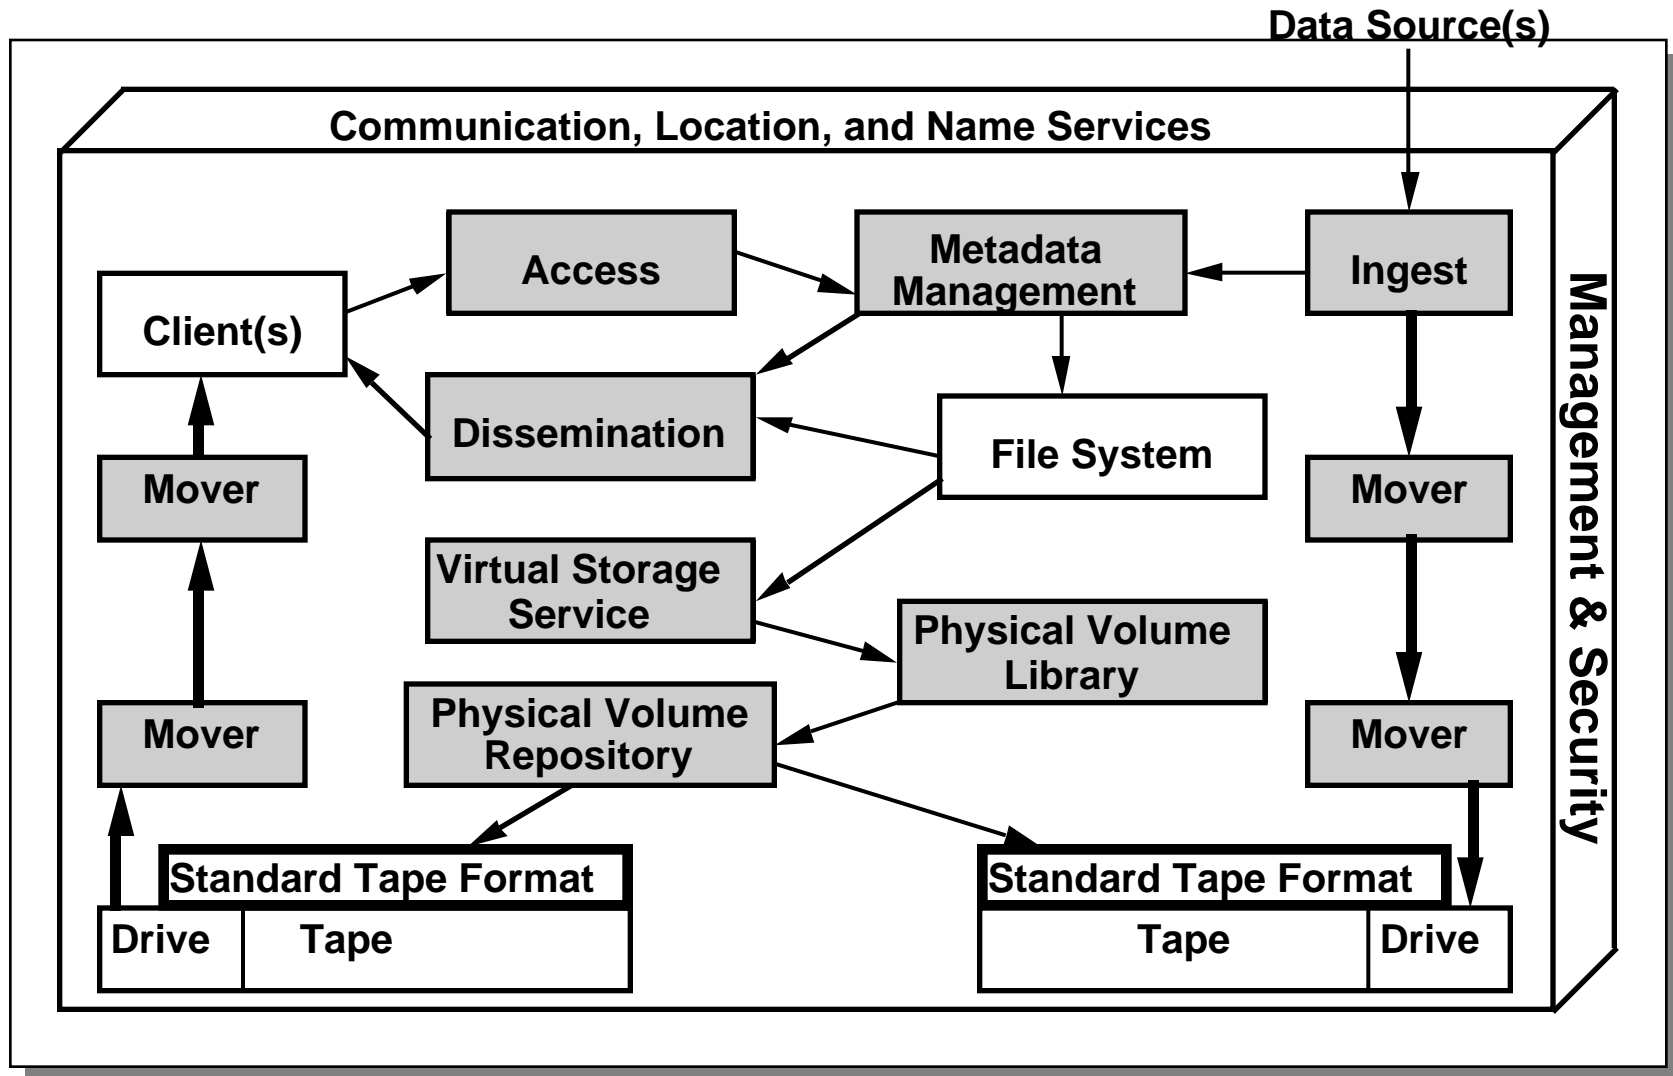 Data Source(s)
Communication, Location, and Name Services
Access
Metadata
Management
Ingest
Client(s)
Dissemination
File System
Mover
Mover
Virtual Storage
Service
Physical Volume
Library
Physical Volume
Repository
Mover
Mover
Standard Tape Format
Standard Tape Format
Drive
Tape
Tape
Drive
Management & Security